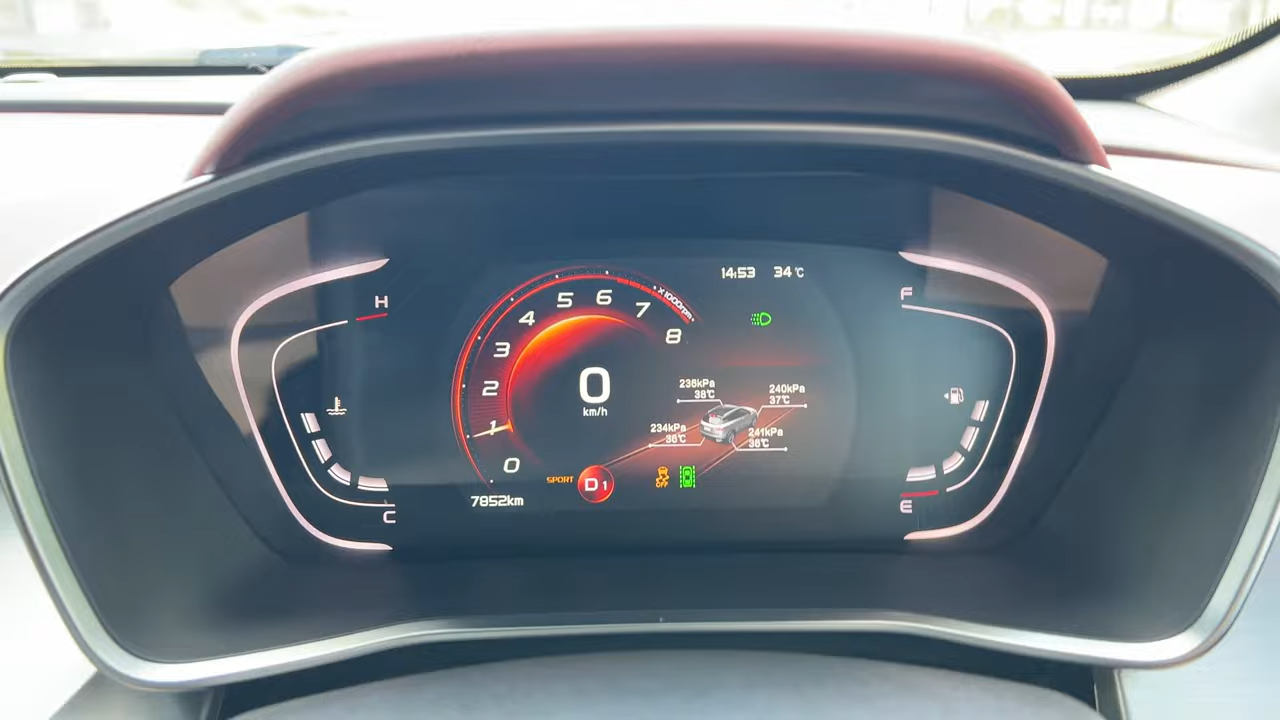 H
C
14:53 34℃
0
1
2
3
4
5
6
7
8
x1000rpm
0
km/h
236kPa
38℃
240kPa
37℃
234kPa
36℃
241kPa
36℃
SPORT D1
OFF
7852km
F
E